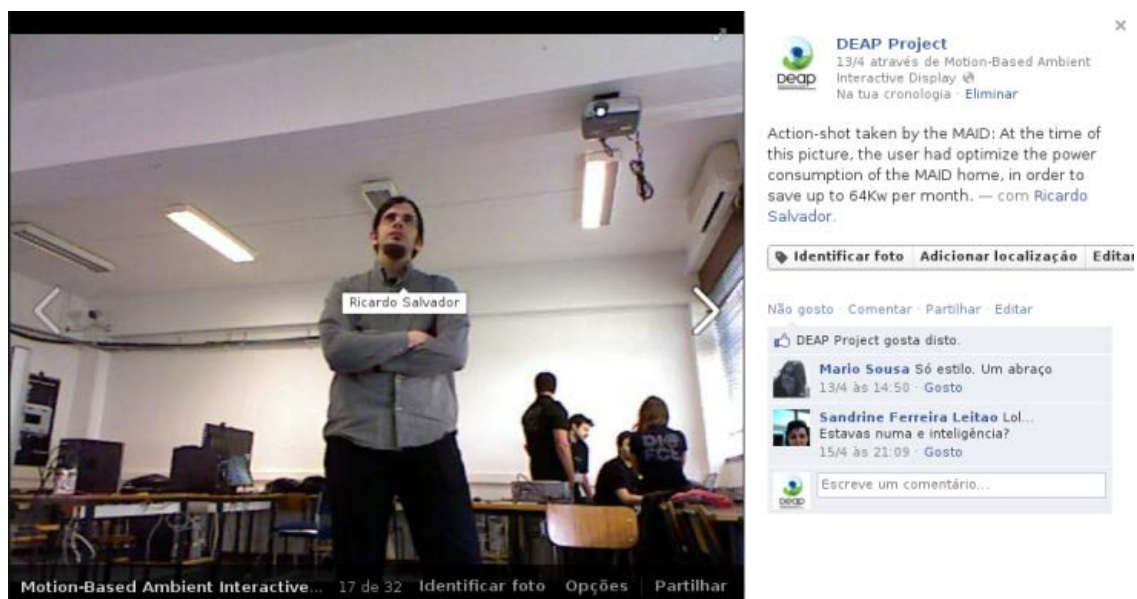 Ricardo Salvador
Motion-Based Ambient Interactive... 17 de 32 Identificar foto Opções Partilhar
Deap
DEAP Project
13/4 através de Motion-Based Ambient
Interactive Display
Na tua cronologia · Eliminar
Action-shot taken by the MAID: At the time of
this picture, the user had optimize the power
consumption of the MAID home, in order to
save up to 64Kw per month. — com Ricardo
Salvador.
Identificar foto Adicionar localização Editar
Não gosto · Comentar · Partilhar · Editar
DEAP Project gosta disto.
Mario Sousa Só estilo. Um abraço
13/4 às 14:50 · Gosto
Sandrine Ferreira Leitao Lol...
Estavas numa e inteligência?
15/4 às 21:09 · Gosto
Escreve um comentário...